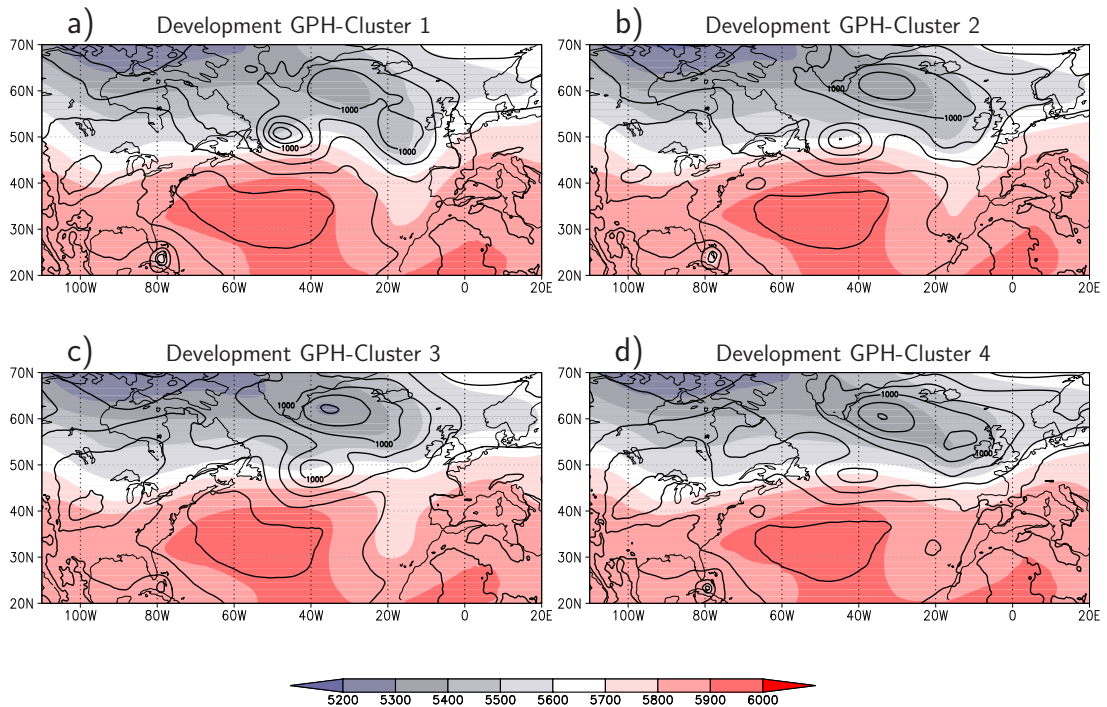 a) Development GPH-Cluster 1
b) Development GPH-Cluster 2
70N
60N
50N
40N
30N
20N
1000
1000
1000
1000
100W 80W 60W 40W 20W 0 20E
70N
60N
50N
40N
30N
20N
1000
1000
100W 80W 60W 40W 20W 0 20E
c) Development GPH-Cluster 3
d) Development GPH-Cluster 4
70N
60N
50N
40N
30N
20N
1000
1000
1000
100W 80W 60W 40W 20W 0 20E
70N
60N
50N
40N
30N
20N
1000
1000
100W 80W 60W 40W 20W 0 20E
5200 5300 5400 5500 5600 5700 5800 5900 6000